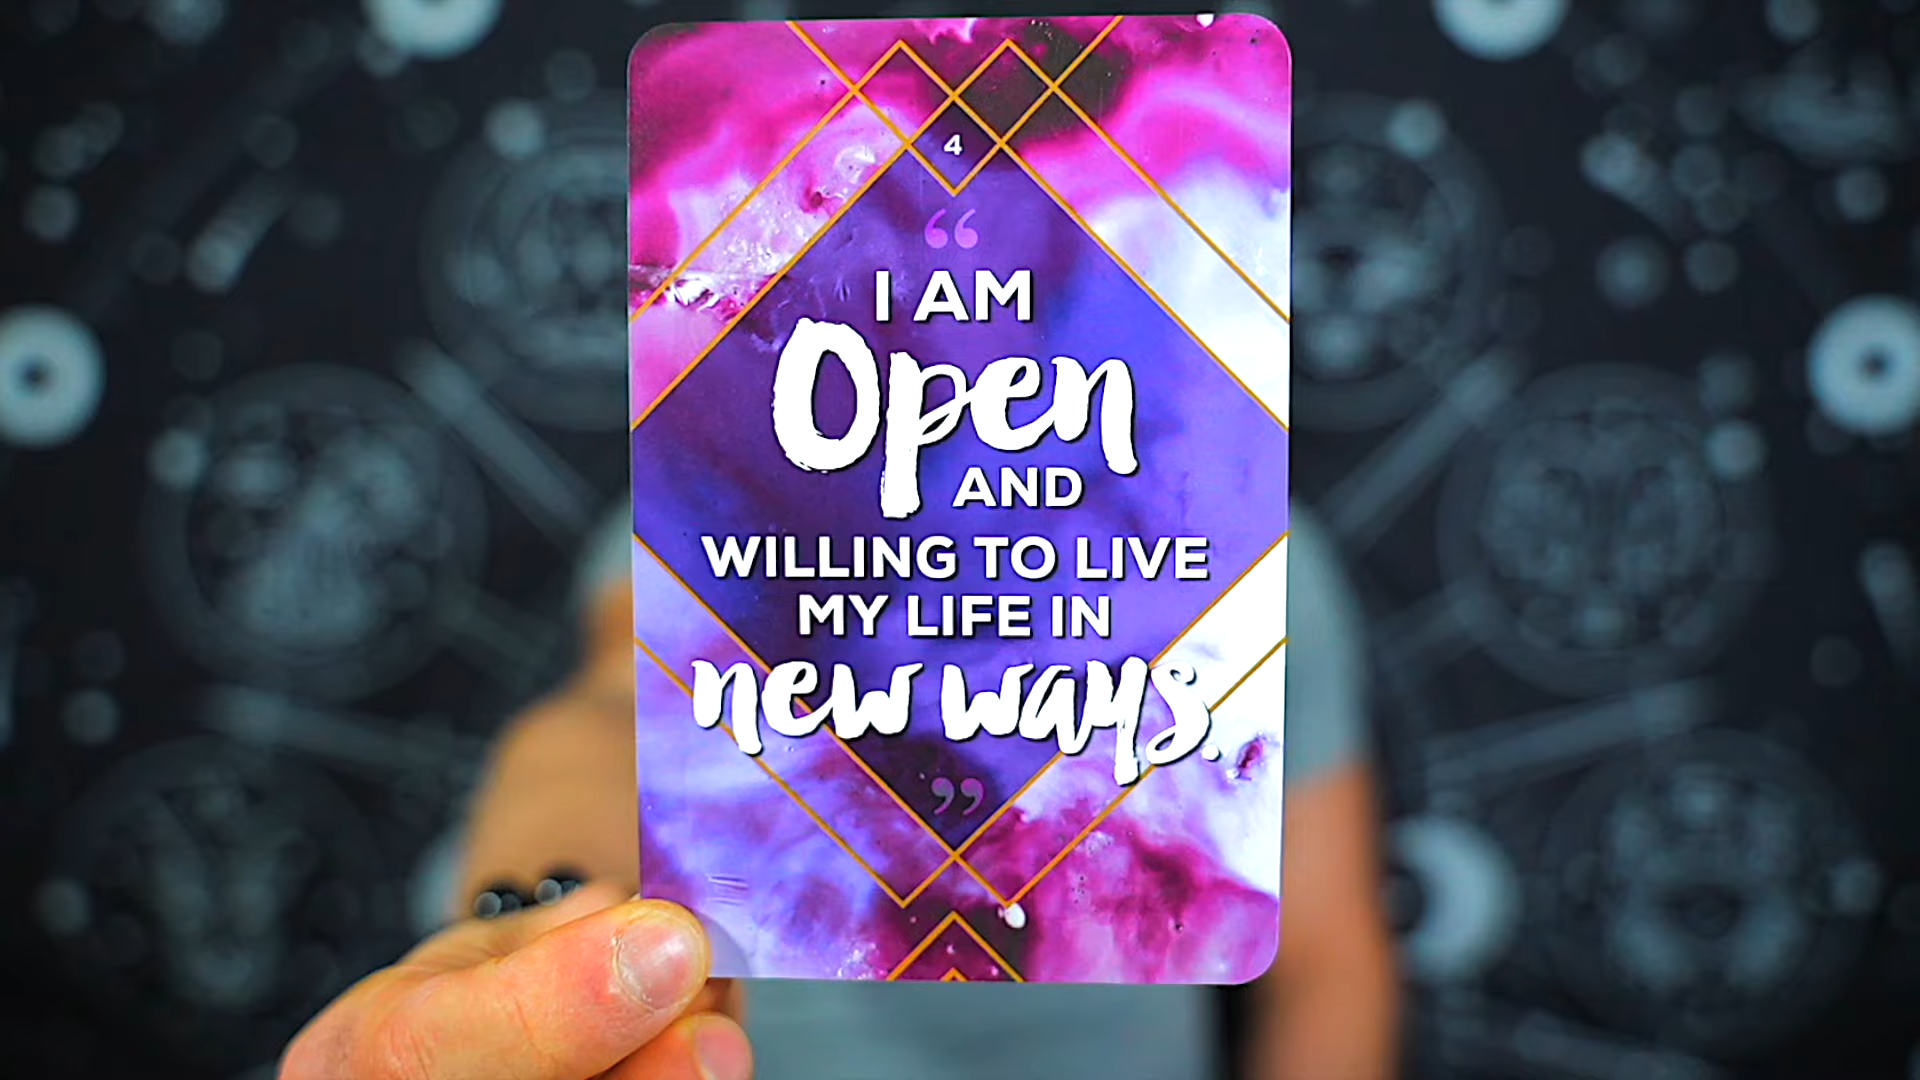 4
“
I AM
Open
AND
WILLING TO LIVE
MY LIFE IN
new ways.
”